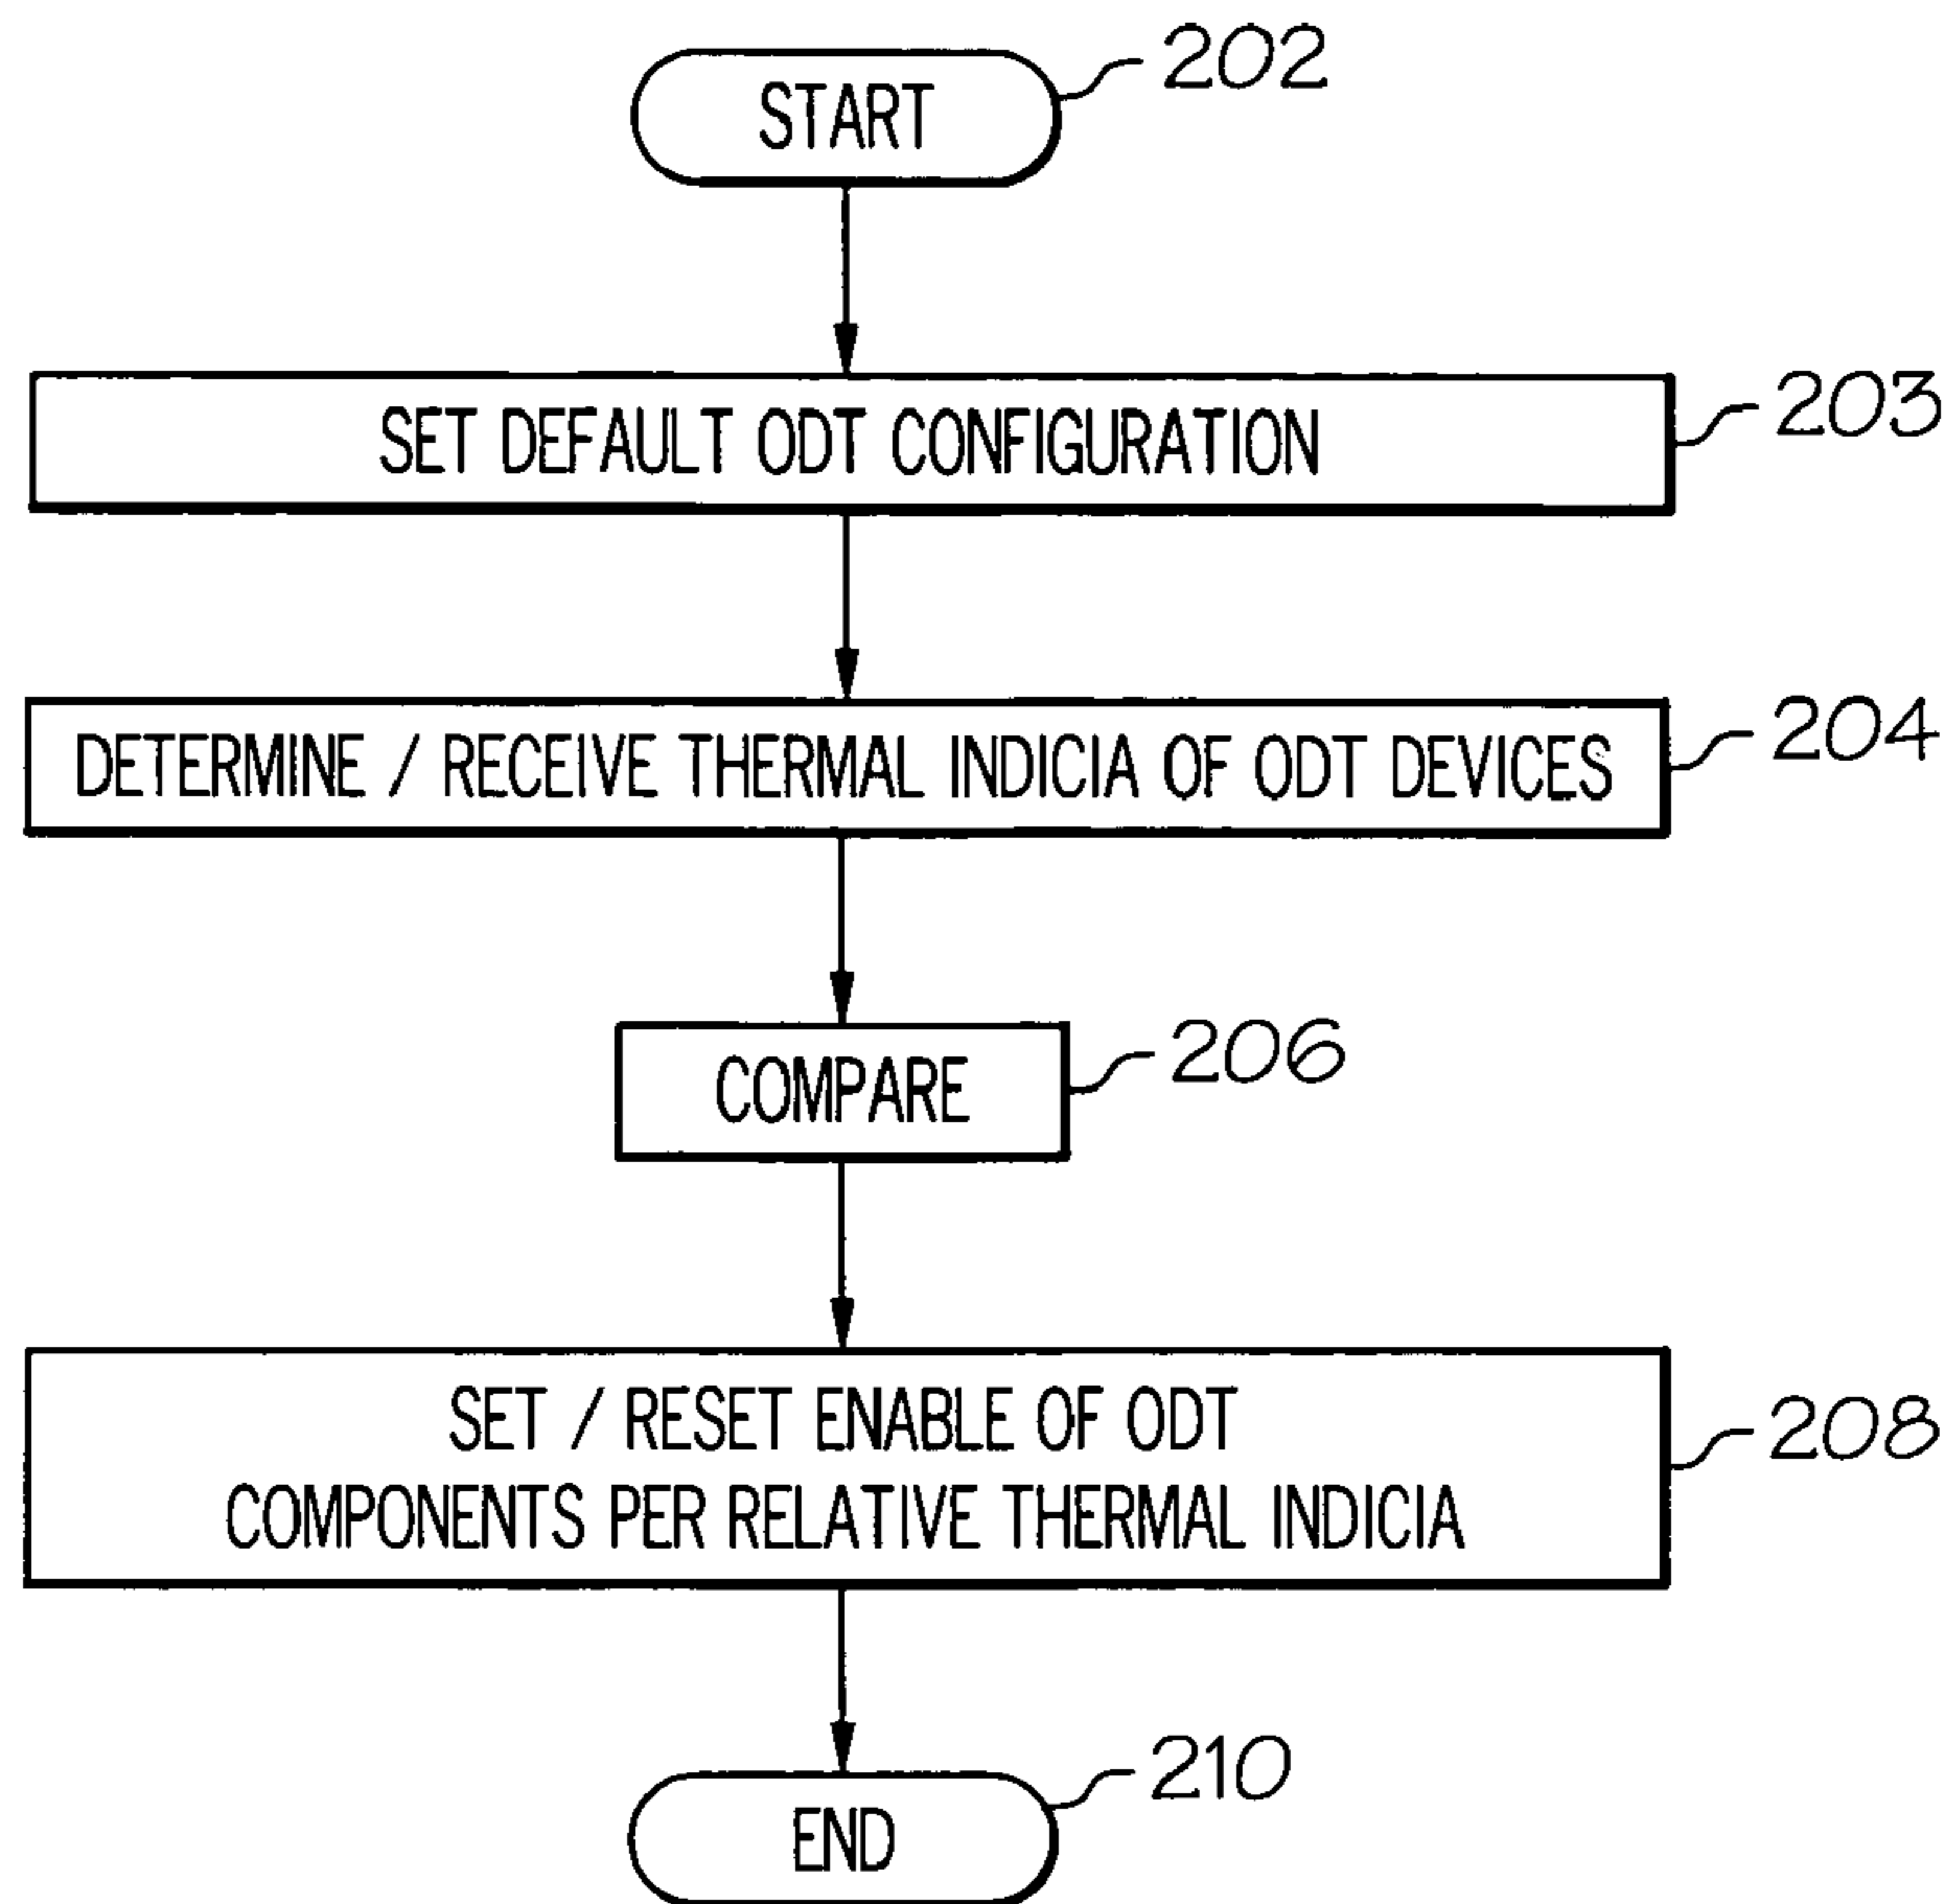 START
202
SET DEFAULT ODT CONFIGURATION
203
DETERMINE / RECEIVE THERMAL INDICIA OF ODT DEVICES
204
COMPARE
206
SET / RESET ENABLE OF ODT
COMPONENTS PER RELATIVE THERMAL INDICIA
208
END
210